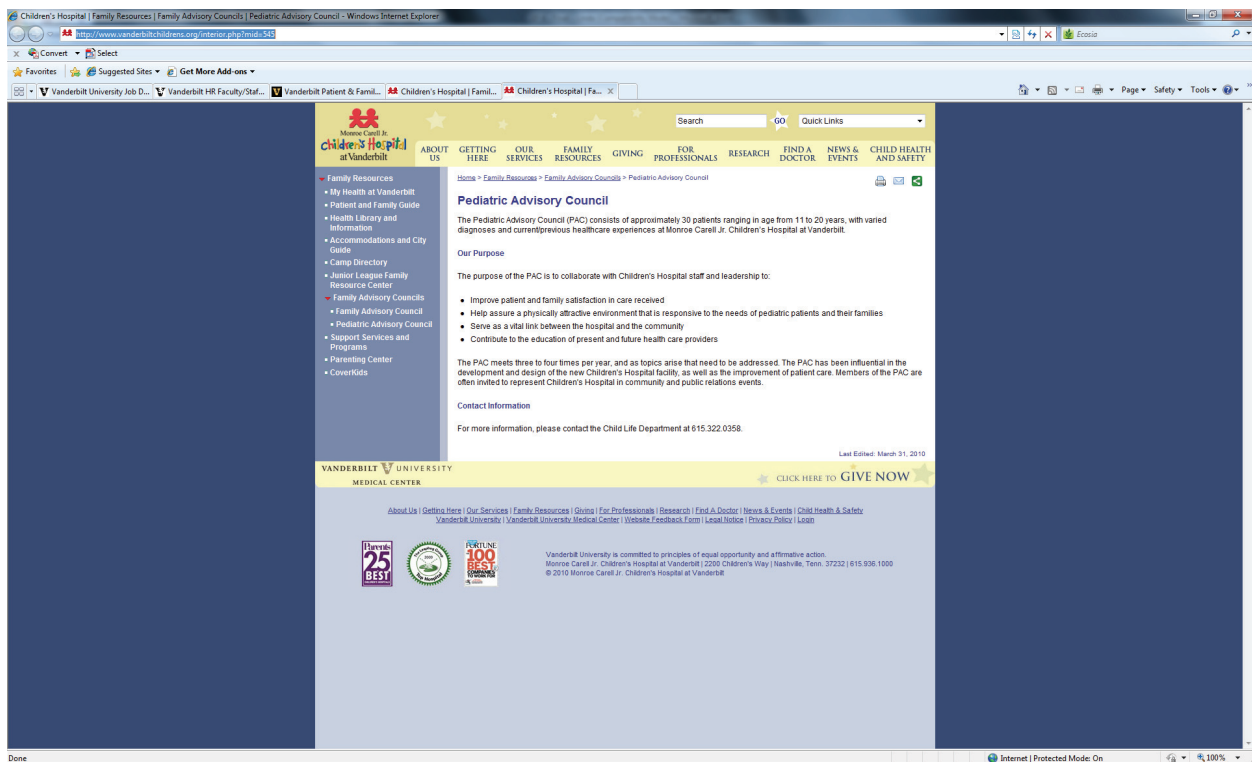 Children's Hospital | Family Resources | Family Advisory Councils | Pediatric Advisory Council - Windows Internet Explorer
http://www.vanderbiltchildrens.org/interior.php?mid=545
Ecosia
x Convert Select
Favorites Suggested Sites Get More Add-ons
Vanderbilt University Job D... Vanderbilt HR Faculty/Staf... Vanderbilt Patient & Famil... Children's Hospital | Famil... Children's Hospital | Fa... X
Page Safety Tools
Monroe Carell Jr.
Children's Hospital
at Vanderbilt
Search GO Quick Links
ABOUT US GETTING HERE OUR SERVICES FAMILY RESOURCES GIVING FOR PROFESSIONALS RESEARCH FIND A DOCTOR NEWS & EVENTS CHILD HEALTH AND SAFETY
Family Resources
• My Health at Vanderbilt
• Patient and Family Guide
• Health Library and
Information
• Accommodations and City
Guide
• Camp Directory
• Junior League Family
Resource Center
Family Advisory Councils
• Family Advisory Council
• Pediatric Advisory Council
• Support Services and
Programs
• Parenting Center
• CoverKids
Home > Family Resources > Family Advisory Councils > Pediatric Advisory Council
Pediatric Advisory Council
The Pediatric Advisory Council (PAC) consists of approximately 30 patients ranging in age from 11 to 20 years, with varied
diagnoses and current/previous healthcare experiences at Monroe Carell Jr. Children's Hospital at Vanderbilt.
Our Purpose
The purpose of the PAC is to collaborate with Children's Hospital staff and leadership to:
• Improve patient and family satisfaction in care received
• Help assure a physically attractive environment that is responsive to the needs of pediatric patients and their families
• Serve as a vital link between the hospital and the community
• Contribute to the education of present and future health care providers
The PAC meets three to four times per year, and as topics arise that need to be addressed. The PAC has been influential in the
development and design of the new Children's Hospital facility, as well as the improvement of patient care. Members of the PAC are
often invited to represent Children's Hospital in community and public relations events.
Contact Information
For more information, please contact the Child Life Department at 615.322.0358.
Last Edited: March 31, 2010
VANDERBILT V UNIVERSITY
MEDICAL CENTER
CLICK HERE TO GIVE NOW
About Us | Getting Here | Our Services | Family Resources | Giving | For Professionals | Research | Find A Doctor | News & Events | Child Health & Safety
Vanderbilt University | Vanderbilt University Medical Center | Website Feedback Form | Legal Notice | Privacy Policy | Login
Parents
25
BEST
FORTUNE
100
BEST
COMPANIES
TO WORK FOR
Vanderbilt University is committed to principles of equal opportunity and affirmative action.
Monroe Carell Jr. Children's Hospital at Vanderbilt | 2200 Children's Way | Nashville, Tenn. 37232 | 615.936.1000
© 2010 Monroe Carell Jr. Children's Hospital at Vanderbilt
Done
Internet | Protected Mode: On
100%